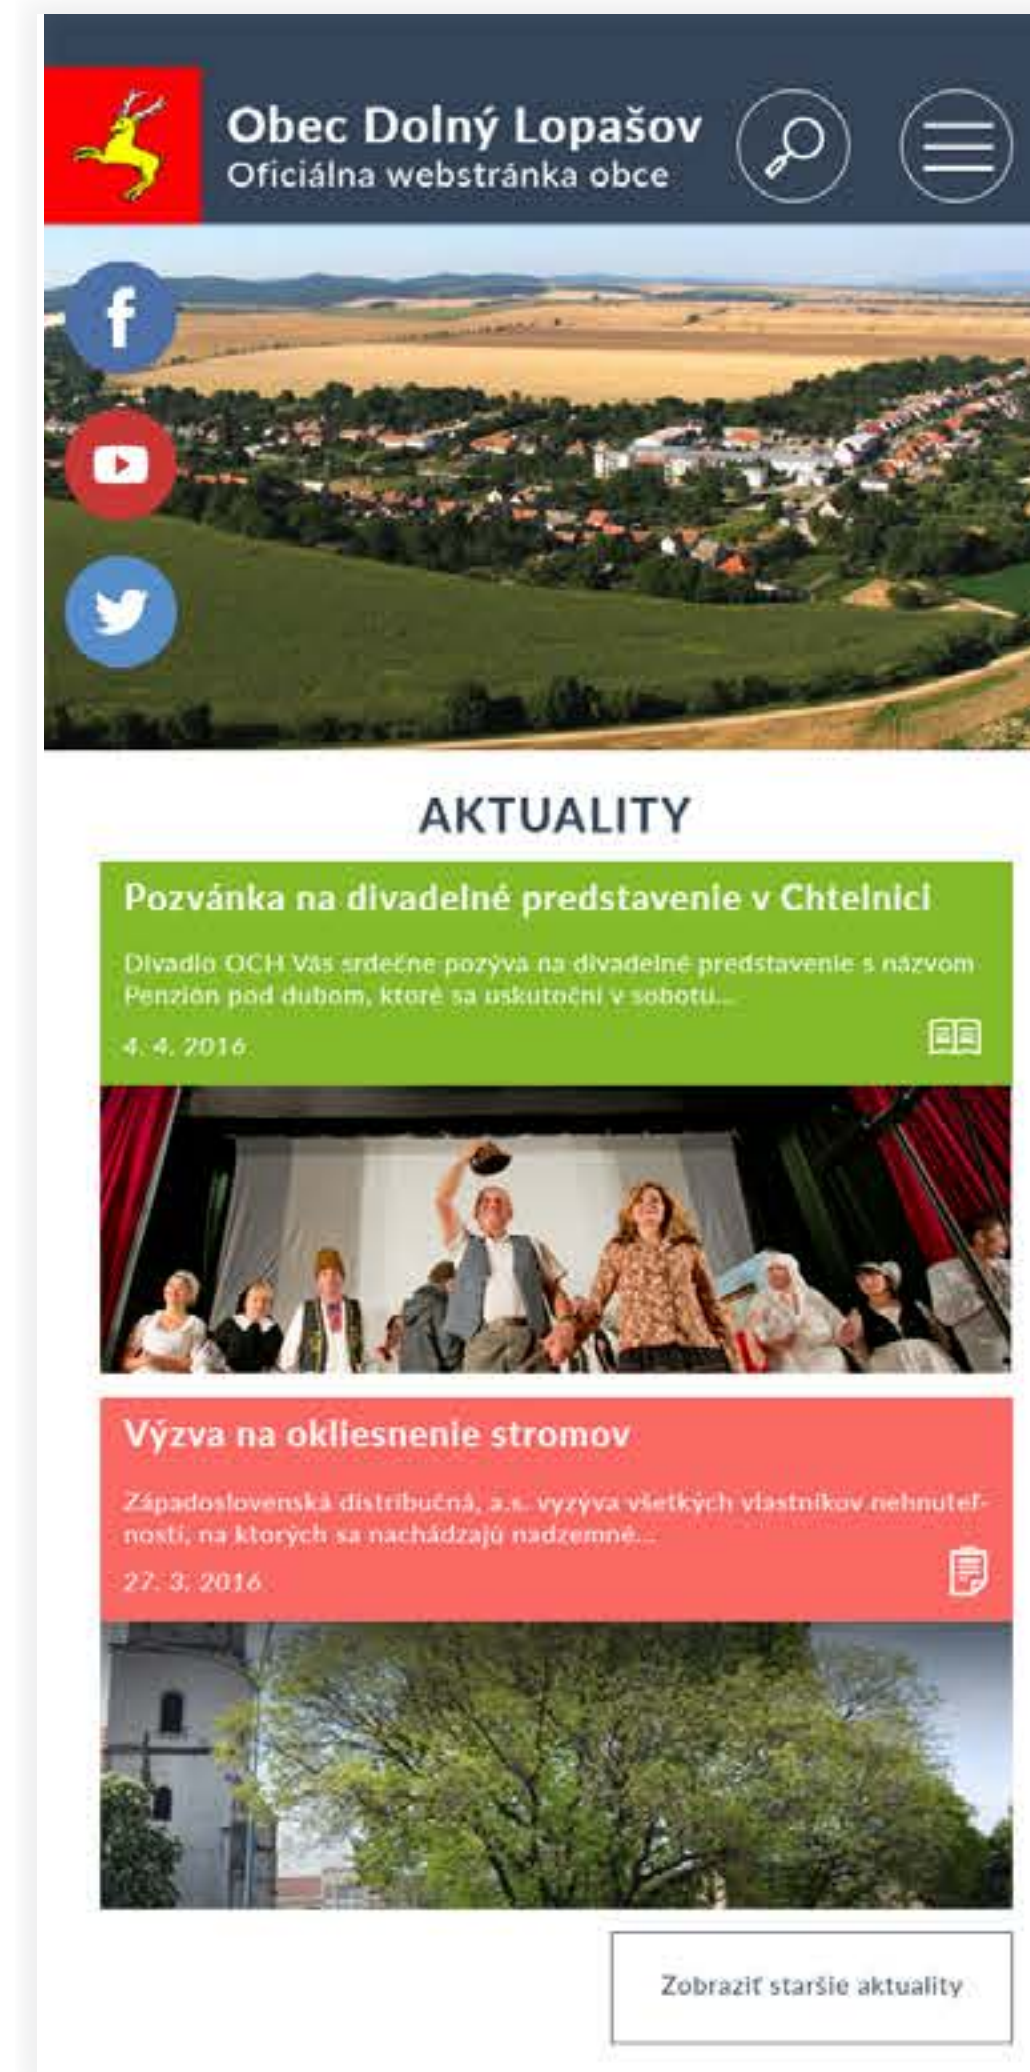 Obec Dolný Lopašov
Oficiálna webstránka obce
AKTUALITY
Pozvánka na divadelné predstavenie v Chtelnici
Divadlo OCH Vás srdečne pozýva na divadelné predstavenie s názvom
Penzión pod dubom, ktoré sa uskutoční v sobotu...
4. 4. 2016
Výzva na okliesnenie stromov
Západoslovenská distribučná, a.s. vyzýva všetkých vlastníkov nehnuteľ-
ností, na ktorých sa nachádzajú nadzemné...
27. 3. 2016
Zobraziť staršie aktuality